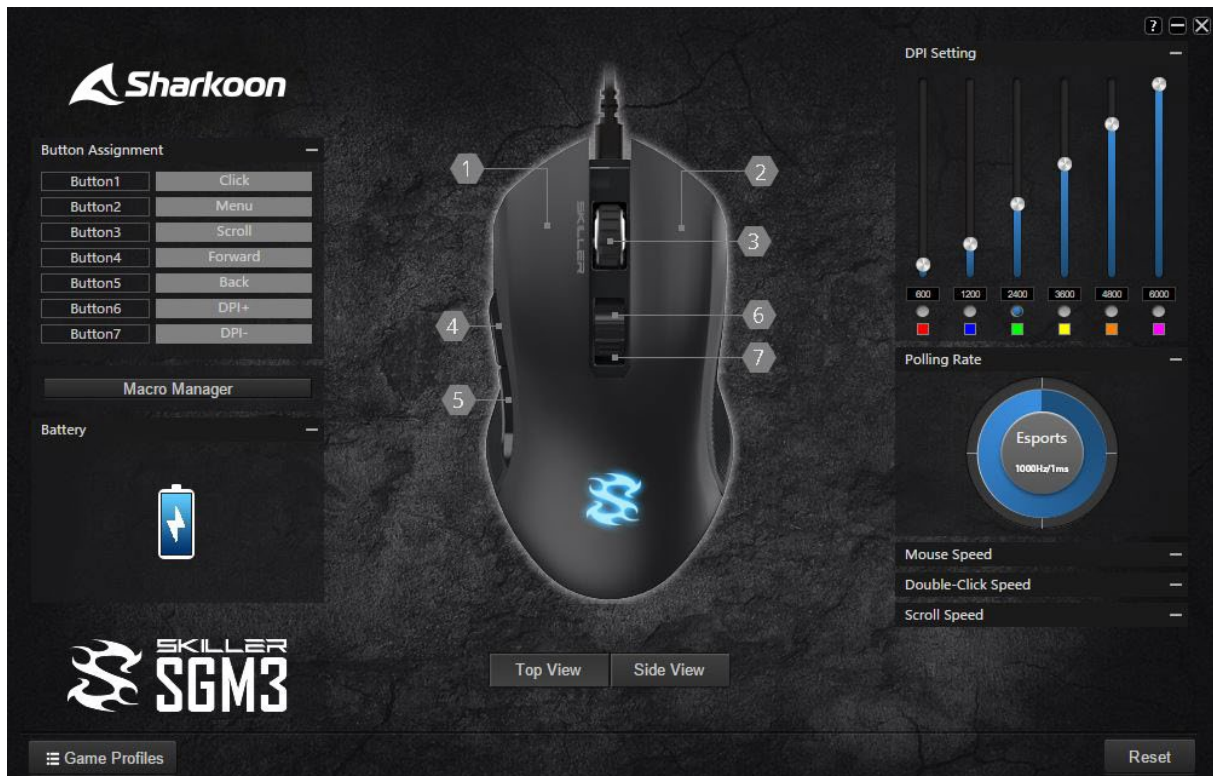 ?
Sharkoon
Button Assignment
Button1 Click
Button2 Menu
Button3 Scroll
Button4 Forward
Button5 Back
Button6 DPI+
Button7 DPI-
Macro Manager
Battery
SKILLER
SGM3
Game Profiles
1
2
SKILLER
3
4
6
7
5
Top View Side View
DPI Setting
600 1200 2400 3600 4800 6000
Polling Rate
Esports
1000Hz/1ms
Mouse Speed
Double-Click Speed
Scroll Speed
Reset